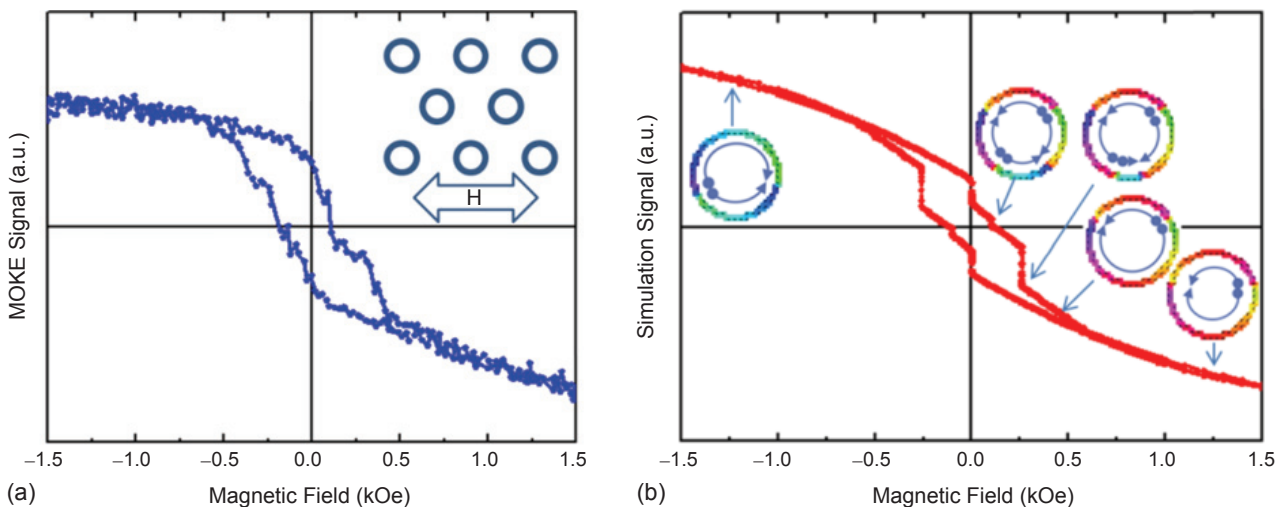 MOKE Signal (a.u.)
H
−1.5 −1.0 −0.5 0.0 0.5 1.0 1.5
(a) Magnetic Field (kOe)
Simulation Signal (a.u.)
−1.5 −1.0 −0.5 0.0 0.5 1.0 1.5
(b) Magnetic Field (kOe)